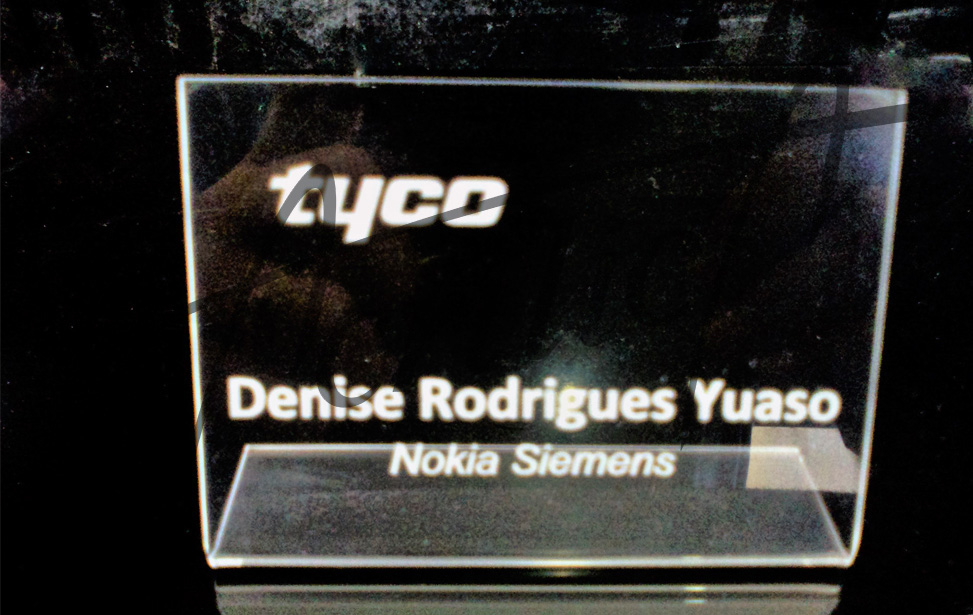 tyco
Denise Rodrigues Yuaso
Nokia Siemens